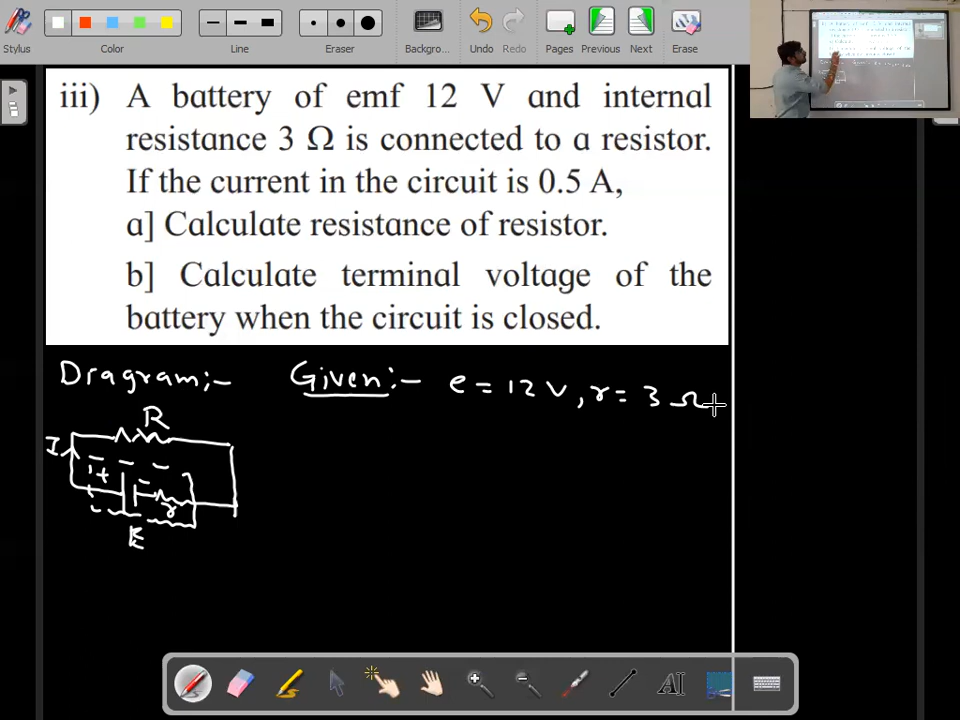 Stylus Color Line Eraser Backgro... Undo Redo Pages Previous Next Erase
iii) A battery of emf 12 V and internal
resistance 3 Ω is connected to a resistor.
If the current in the circuit is 0.5 A,
a] Calculate resistance of resistor.
b] Calculate terminal voltage of the
battery when the circuit is closed.
Dragram:- Given:- e = 12 V, r = 3 Ω
R
I
+ -
r
E
AI